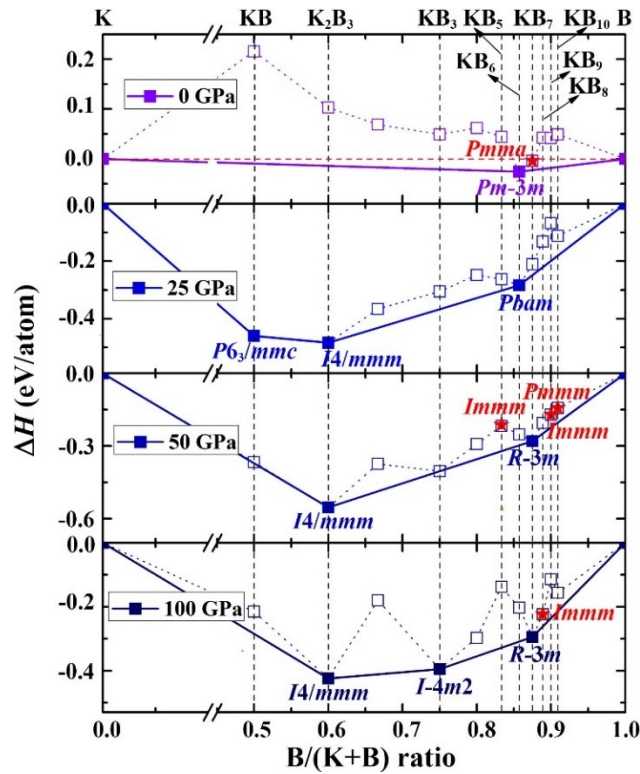 K KB K₂B₃ KB₃ KB₅ KB₇ KB₁₀ B
KB₆ KB₉
KB₈
0.2
0.1
0 GPa
Pmma
0.0
Pm-3m
0.0
-0.2
25 GPa
Pbam
-0.4
P6₃/mmc I4/mmm
0.0
Pmmm
Immm
-0.3
50 GPa
Immm
R-3m
-0.6
I4/mmm
0.0
-0.2
100 GPa
Immm
R-3m
-0.4
I4/mmm I-4m2
0.0 0.5 0.6 0.7 0.8 0.9 1.0
B/(K+B) ratio
ΔH (eV/atom)